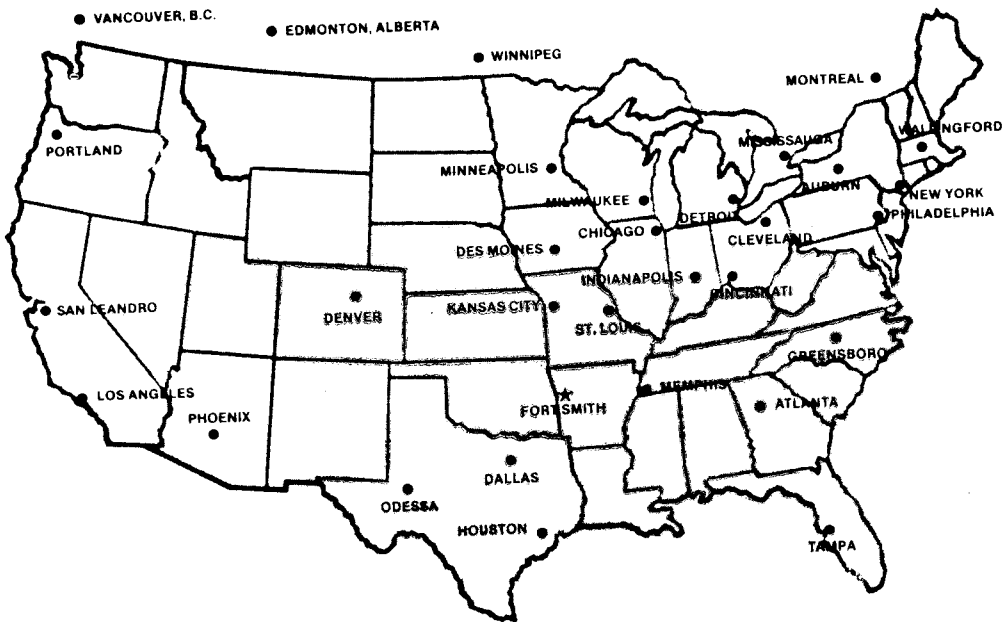 VANCOUVER, B.C.
EDMONTON, ALBERTA
WINNIPEG
MONTREAL
WALLINGFORD
PORTLAND
MISSISSAUGA
MINNEAPOLIS
AUBURN
MILWAUKEE
NEW YORK
DETROIT
PHILADELPHIA
CHICAGO
CLEVELAND
DES MOINES
INDIANAPOLIS
CINCINNATI
SAN LEANDRO
KANSAS CITY
DENVER
ST. LOUIS
GREENSBORO
MEMPHIS
LOS ANGELES
ATLANTA
FORT SMITH
PHOENIX
DALLAS
ODESSA
HOUSTON
TAMPA